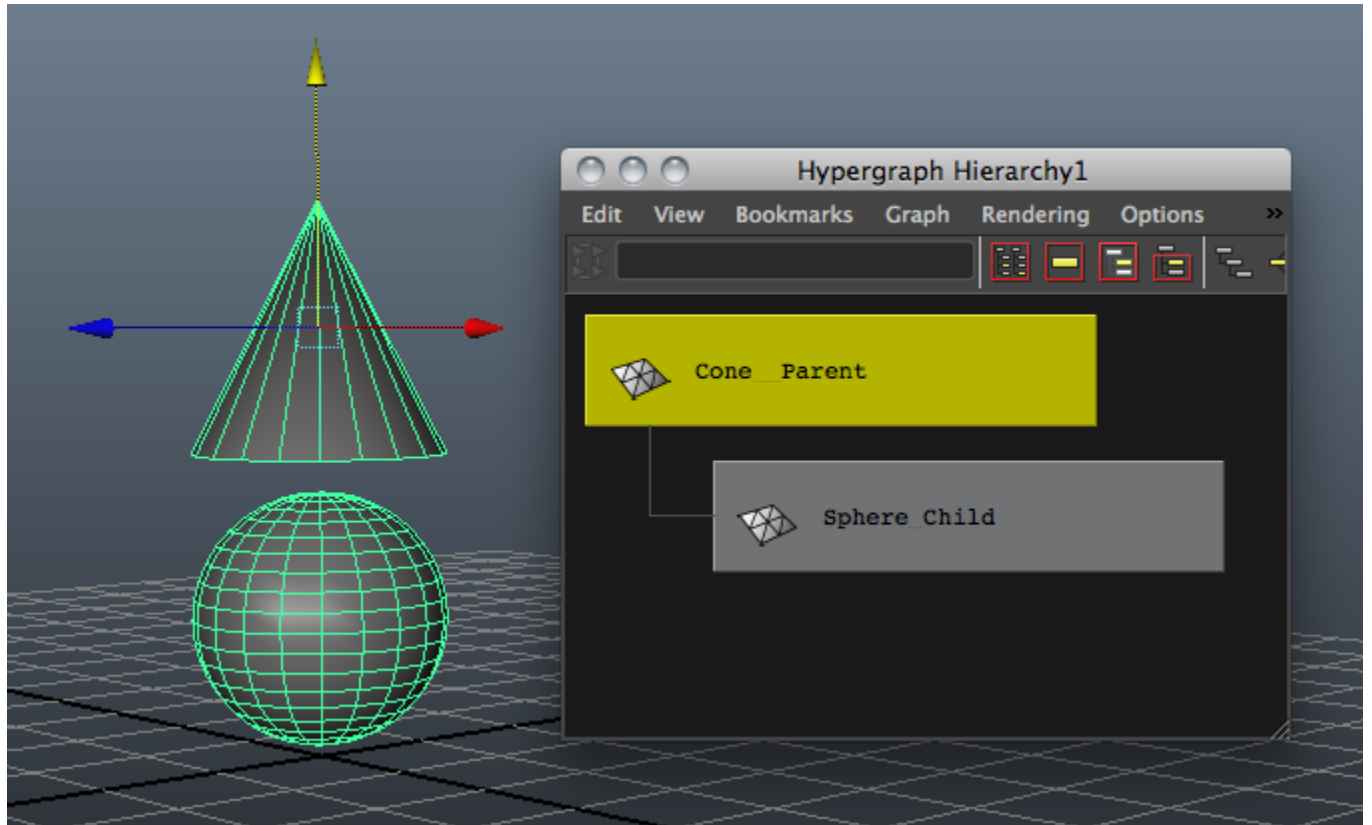 Hypergraph Hierarchy1
Edit View Bookmarks Graph Rendering Options »
Cone__Parent
Sphere_Child